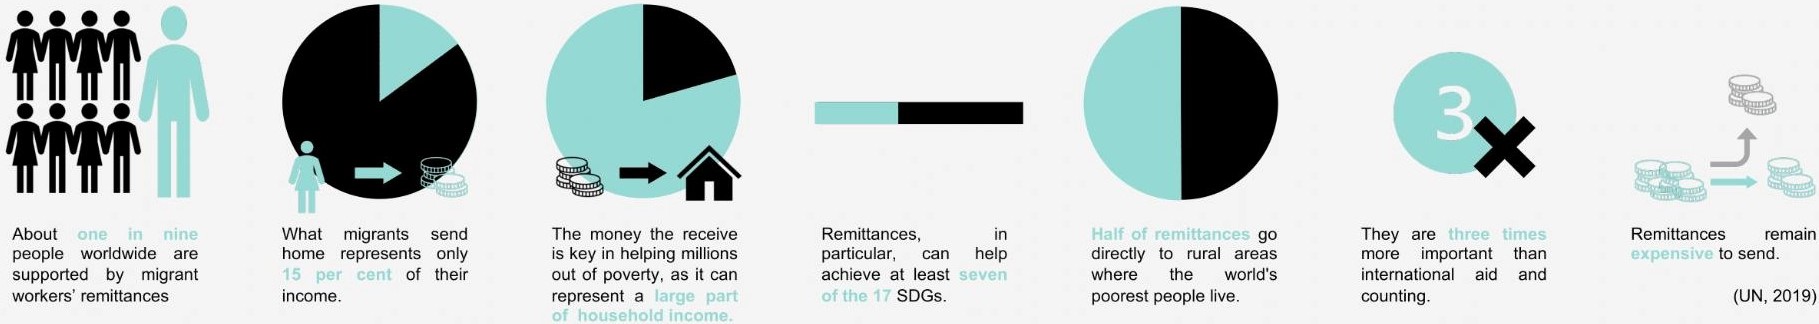 About one in nine
people worldwide are
supported by migrant
workers' remittances
What migrants send
home represents only
15 per cent of their
income.
The money the receive
is key in helping millions
out of poverty, as it can
represent a large part
of household income.
Remittances, in
particular, can help
achieve at least seven
of the 17 SDGs.
Half of remittances go
directly to rural areas
where the world's
poorest people live.
3
They are three times
more important than
international aid and
counting.
Remittances remain
expensive to send.
(UN, 2019)